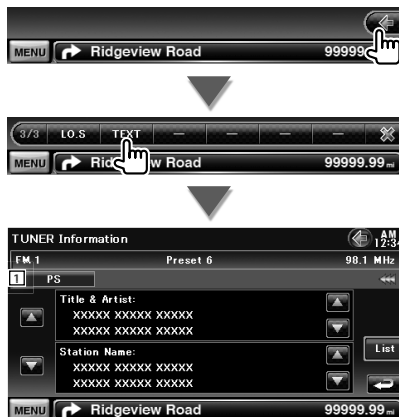 MENU Ridgeview Road 99999
3/3 LO.S TEXT — — — — —
MENU Ridgeview Road 99999.99 mi
TUNER Information AM 12:34
FM 1 Preset 6 98.1 MHz
1 PS
Title & Artist:
XXXXX XXXXX XXXXX
XXXXX XXXXX XXXXX
Station Name:
List
XXXXX XXXXX XXXXX
XXXXX XXXXX XXXXX
MENU Ridgeview Road 99999.99 mi